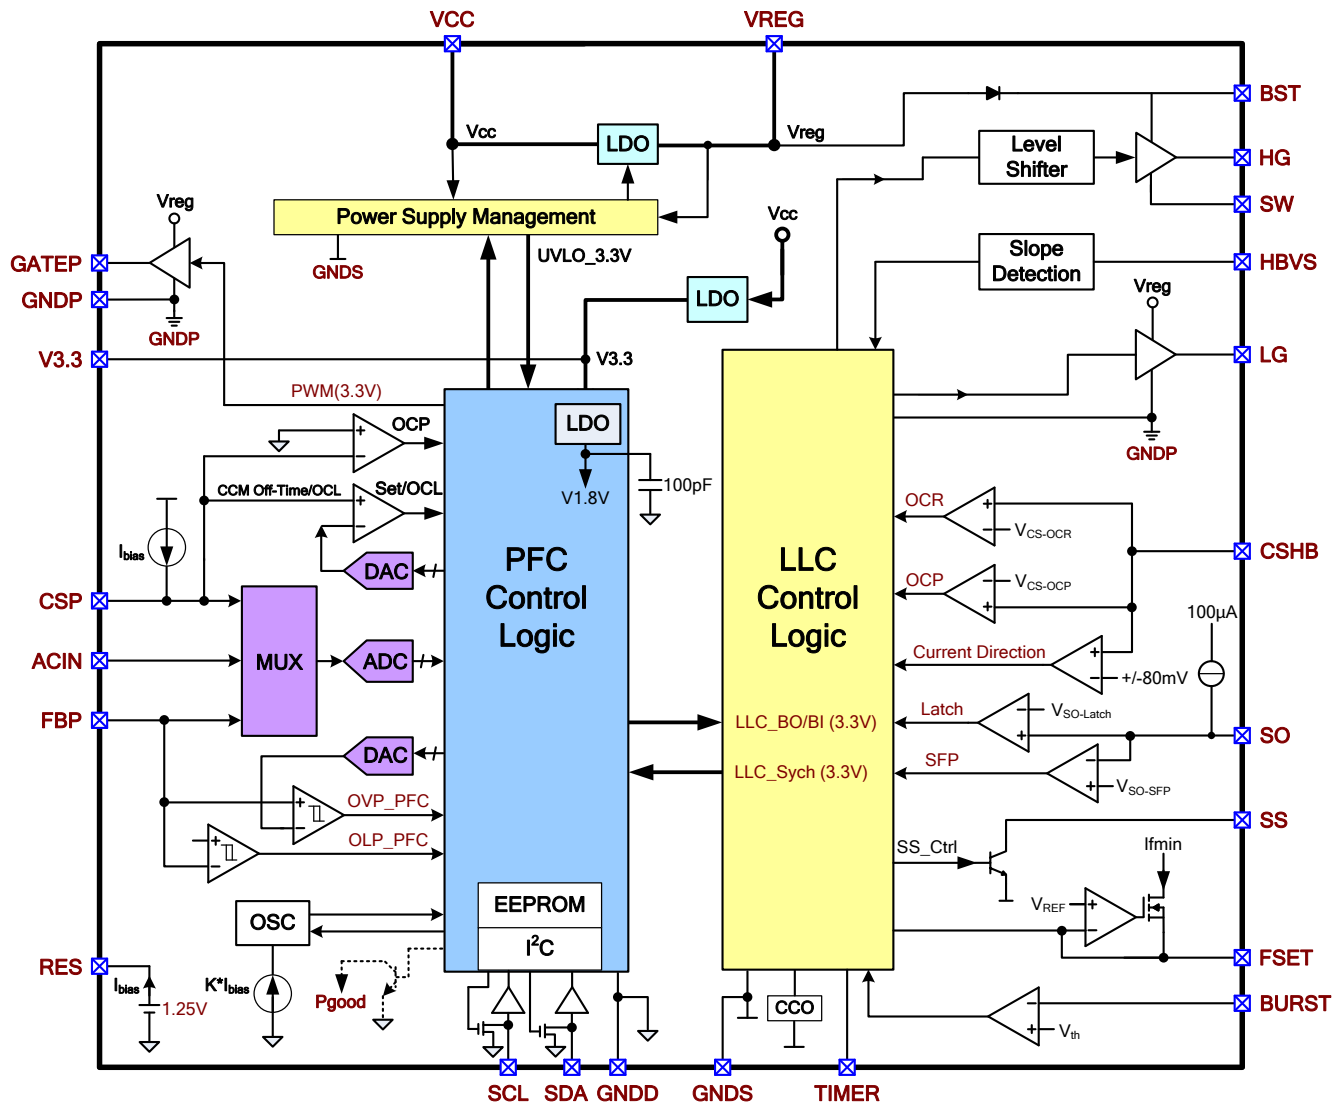 VCC
VREG
BST
Vcc
LDO
Vreg
Level
Shifter
HG
Vreg
Power Supply Management
Vcc
SW
GNDS
UVLO_3.3V
Slope
Detection
HBVS
GATEP
LDO
Vreg
GNDP
GNDP
V3.3
V3.3
LG
PWM(3.3V)
OCP
LDO
GNDP
CCM Off-Time/OCL
Set/OCL
V1.8V
100pF
OCR
VCS-OCR
Ibias
PFC
Control
Logic
LLC
Control
Logic
CSHB
DAC
OCP
VCS-OCP
CSP
100µA
MUX
ADC
ACIN
Current Direction
+/-80mV
FBP
LLC_BO/BI (3.3V)
Latch
VSO-Latch
SO
DAC
LLC_Sych (3.3V)
SFP
VSO-SFP
OVP_PFC
SS
OLP_PFC
SS_Ctrl
Ifmin
EEPROM
VREF
OSC
I2C
FSET
RES
Ibias
1.25V
K*Ibias
Pgood
CCO
BURST
Vth
SCL
SDA
GNDD
GNDS
TIMER